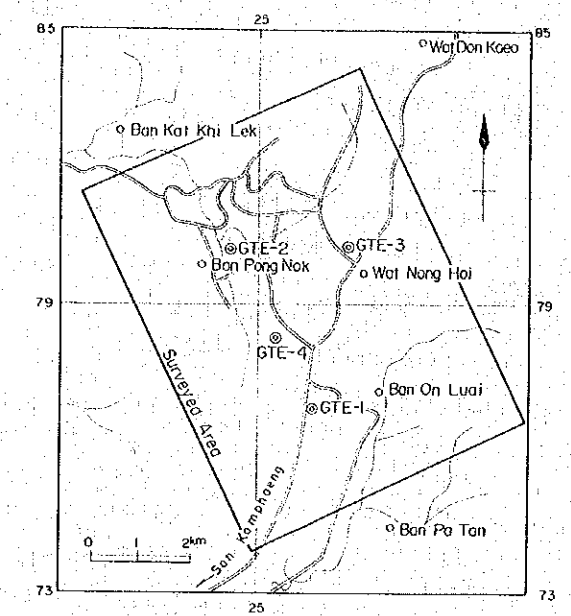 25
85
85
Wat Don Kaeo
Ban Kat Khi Lek
GTE-2
GTE-3
Ban Pong Nok
Wat Nong Hoi
79
79
GTE-4
Surveyed Area
Ban On Luai
GTE-1
San Kamphaeng
Ban Pa Tan
0 1 2km
73
73
25